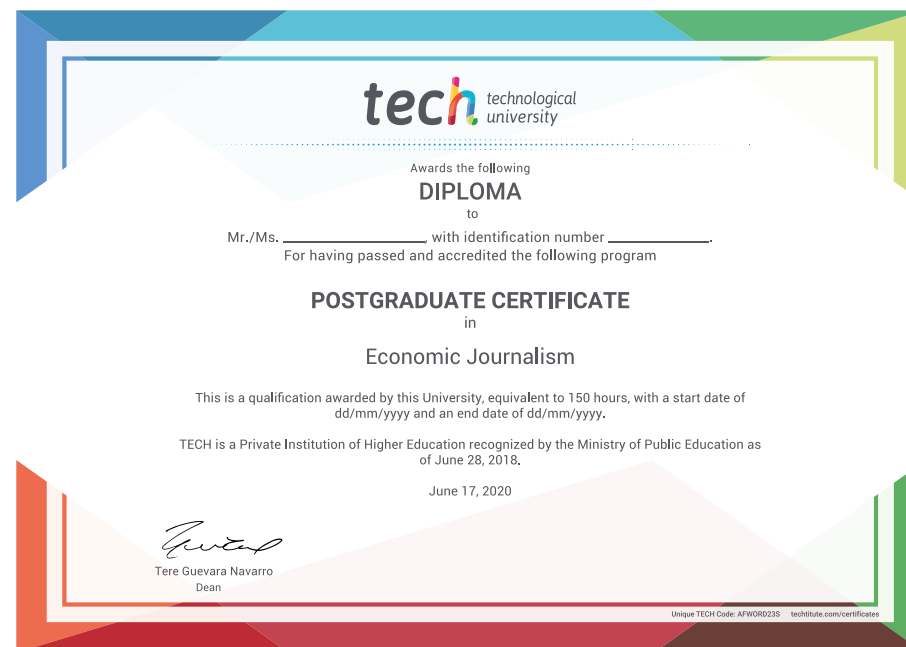 tech technological
university
Awards the following
DIPLOMA
to
Mr./Ms. ____________________, with identification number ______________.
For having passed and accredited the following program
POSTGRADUATE CERTIFICATE
in
Economic Journalism
This is a qualification awarded by this University, equivalent to 150 hours, with a start date of
dd/mm/yyyy and an end date of dd/mm/yyyy.
TECH is a Private Institution of Higher Education recognized by the Ministry of Public Education as
of June 28, 2018.
June 17, 2020
Tere Guevara Navarro
Dean
Unique TECH Code: AFWORD23S techtitute.com/certificates